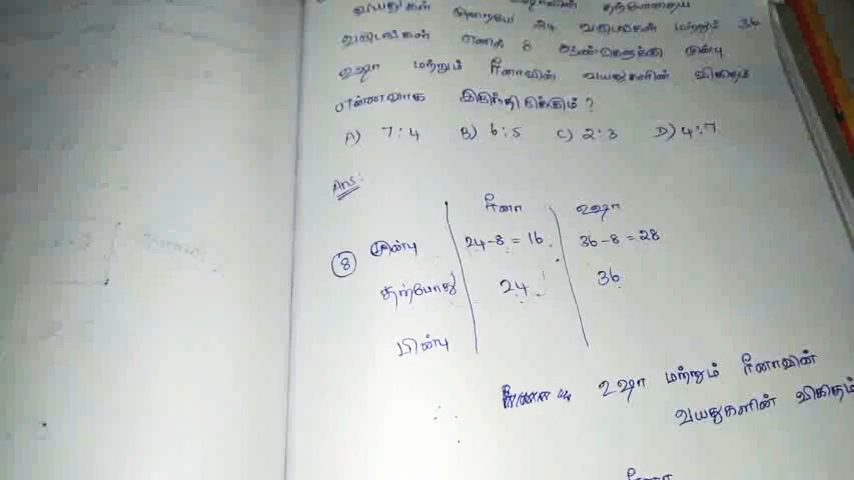 வயதுகள் முறையே 24 வருடங்கள் மற்றும் 36
வருடங்கள் எனில் 8 ஆண்டுகளுக்கு முன்பு
உஷா மற்றும் ரீனாவின் வயதுகளின் விகிதம்
என்னவாக இருந்திருக்கும்?
A) 7:4 B) 6:5 C) 2:3 D) 4:7
Ans:
ரீனா உஷா
8 முன்பு 24-8 = 16 36-8 = 28
தற்போது 24 36
பின்பு
உஷா மற்றும் ரீனாவின்
வயதுகளின் விகிதம்
ரீனா